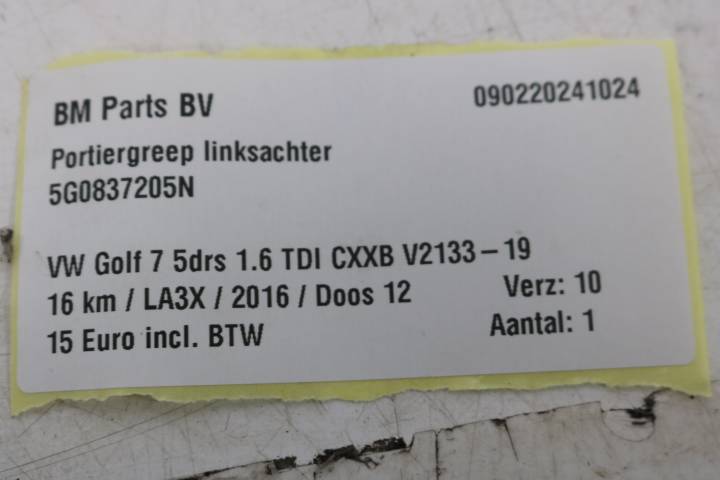 BM Parts BV 090220241024
Portiergreep linksachter
5G0837205N
VW Golf 7 5drs 1.6 TDI CXXB V2133-19
16 km / LA3X / 2016 / Doos 12 Verz: 10
15 Euro incl. BTW Aantal: 1